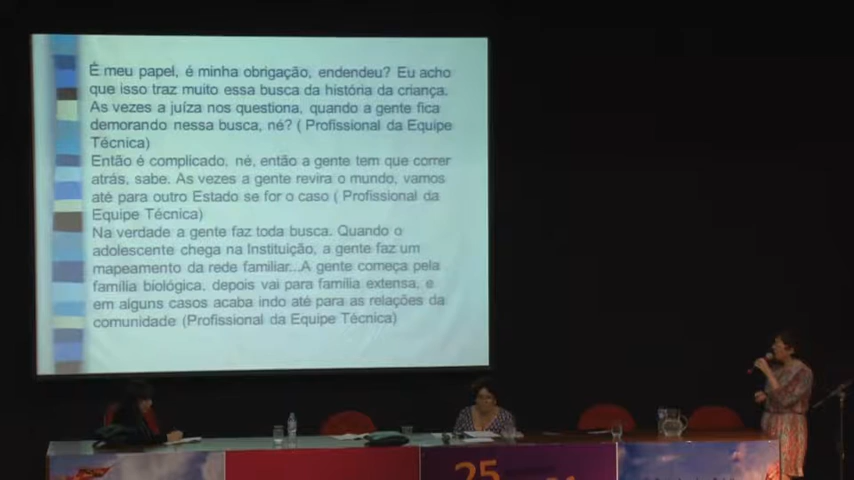 É meu papel, é minha obrigação, endendeu? Eu acho
que isso traz muito essa busca da história da criança.
As vezes a juíza nos questiona, quando a gente fica
demorando nessa busca, né? ( Profissional da Equipe
Técnica)
Então é complicado, né, então a gente tem que correr
atrás, sabe. As vezes a gente revira o mundo, vamos
até para outro Estado se for o caso ( Profissional da
Equipe Técnica)
Na verdade a gente faz toda busca. Quando o
adolescente chega na Instituição, a gente faz um
mapeamento da rede familiar...A gente começa pela
família biológica, depois vai para família extensa, e
em alguns casos acaba indo até para as relações da
comunidade (Profissional da Equipe Técnica)
25